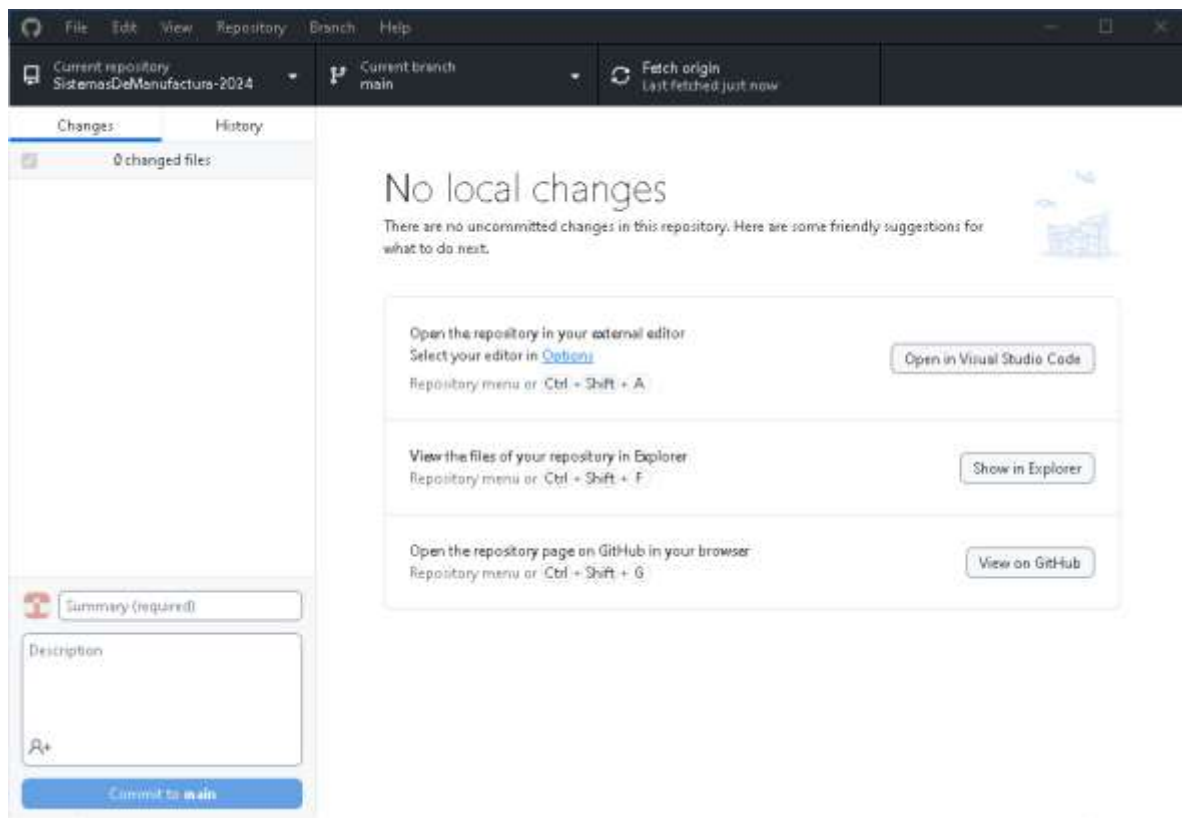 File Edit View Repository Branch Help
Current repository
SistemasDeManufactura-2024
Current branch
main
Fetch origin
Last fetched just now
Changes History
0 changed files
No local changes
There are no uncommitted changes in this repository. Here are some friendly suggestions for
what to do next.
Open the repository in your external editor
Select your editor in Options
Repository menu or Ctrl + Shift + A
Open in Visual Studio Code
View the files of your repository in Explorer
Repository menu or Ctrl + Shift + F
Show in Explorer
Open the repository page on GitHub in your browser
Repository menu or Ctrl + Shift + G
View on GitHub
Summary (required)
Description
Commit to main